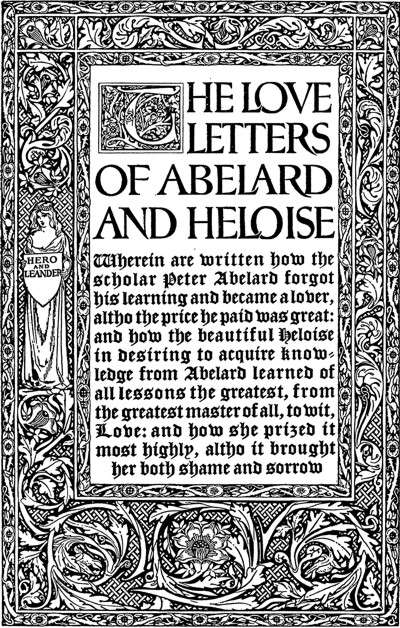 THE LOVE
LETTERS
OF ABELARD
AND HELOISE
Wherein are written how the
scholar Peter Abelard forgot
his learning and became a lover,
altho the price he paid was great:
and how the beautiful Heloise
in desiring to acquire know-
ledge from Abelard learned of
all lessons the greatest, from
the greatest master of all, to wit,
Love: and how she prized it
most highly, altho it brought
her both shame and sorrow
HERO
AND
LEANDER